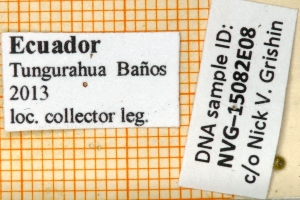 Ecuador
Tungurahua Baños
2013
loc. collector leg.
DNA sample ID:
NVG–15082E08
c/o Nick V. Grishin